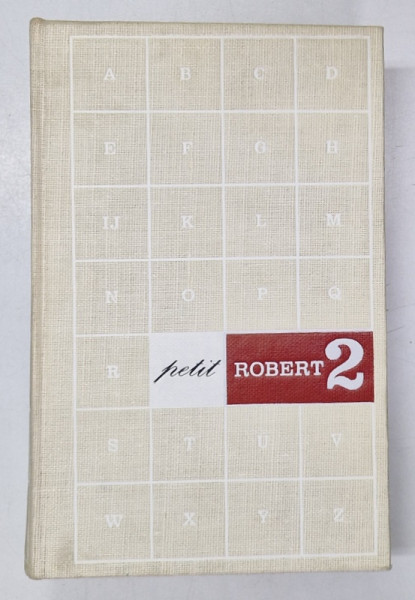 A B C D
E F G H
IJ K L M
N O P Q
R petit ROBERT 2
S T U V
W X Y Z